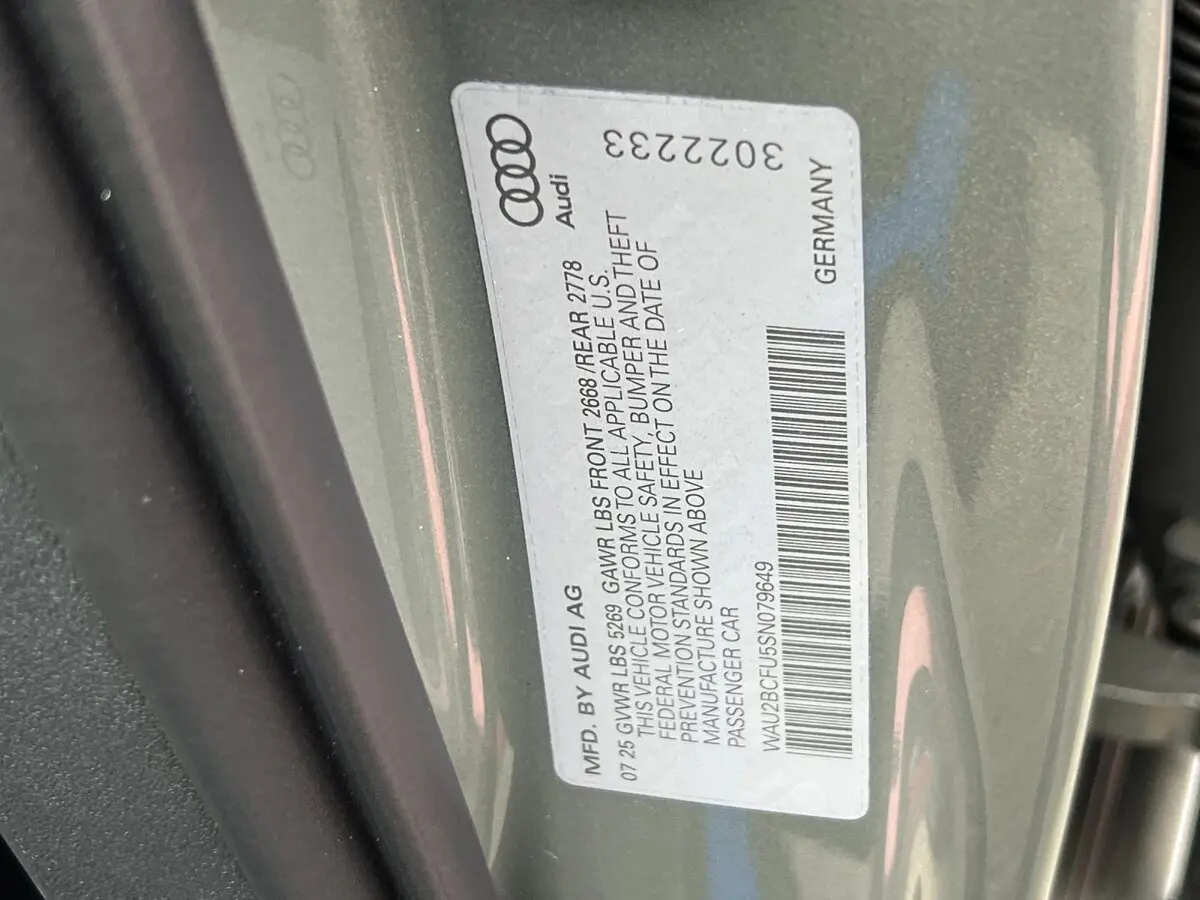 MFD. BY AUDI AG
Audi
07 25 GVWR LBS 5269 GAWR LBS FRONT 2668 /REAR 2778
THIS VEHICLE CONFORMS TO ALL APPLICABLE U.S.
FEDERAL MOTOR VEHICLE SAFETY, BUMPER AND THEFT
PREVENTION STANDARDS IN EFFECT ON THE DATE OF
MANUFACTURE SHOWN ABOVE
PASSENGER CAR
WAU2BCFU5SN079649
GERMANY
3022233